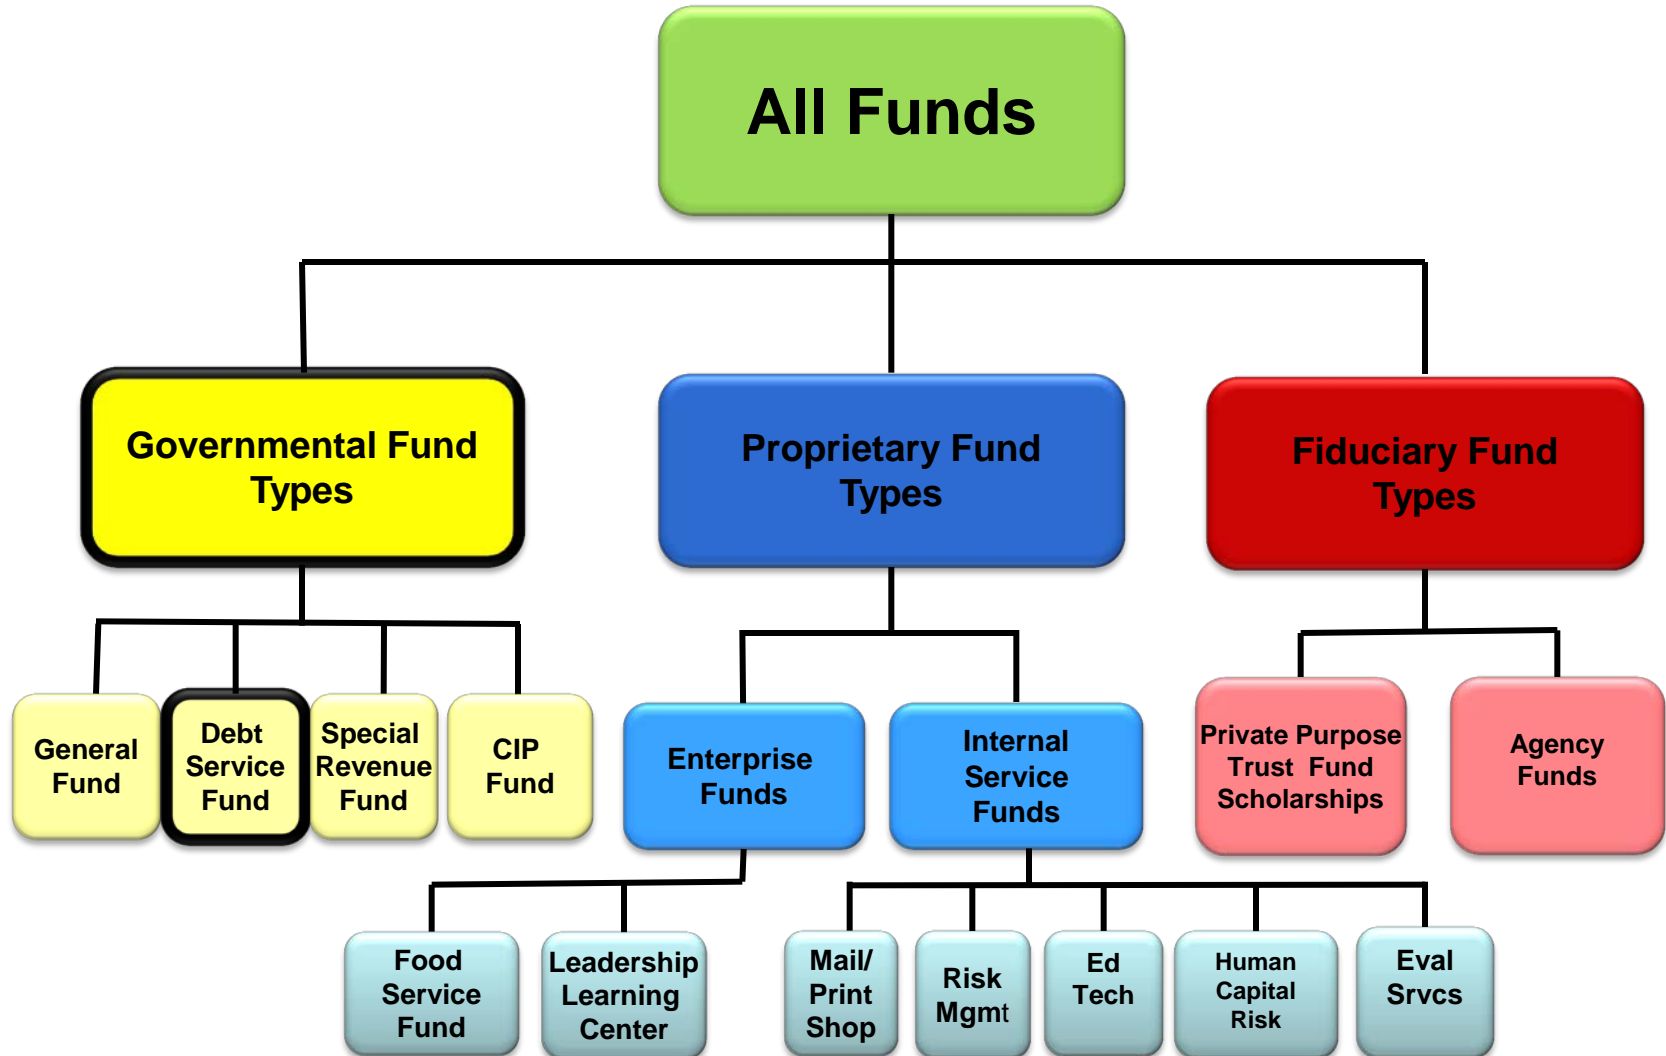 All Funds
Governmental Fund
Types
Proprietary Fund
Types
Fiduciary Fund
Types
General
Fund
Debt
Service
Fund
Special
Revenue
Fund
CIP
Fund
Enterprise
Funds
Internal
Service
Funds
Private Purpose
Trust Fund
Scholarships
Agency
Funds
Food
Service
Fund
Leadership
Learning
Center
Mail/
Print
Shop
Risk
Mgmt
Ed
Tech
Human
Capital
Risk
Eval
Srvcs